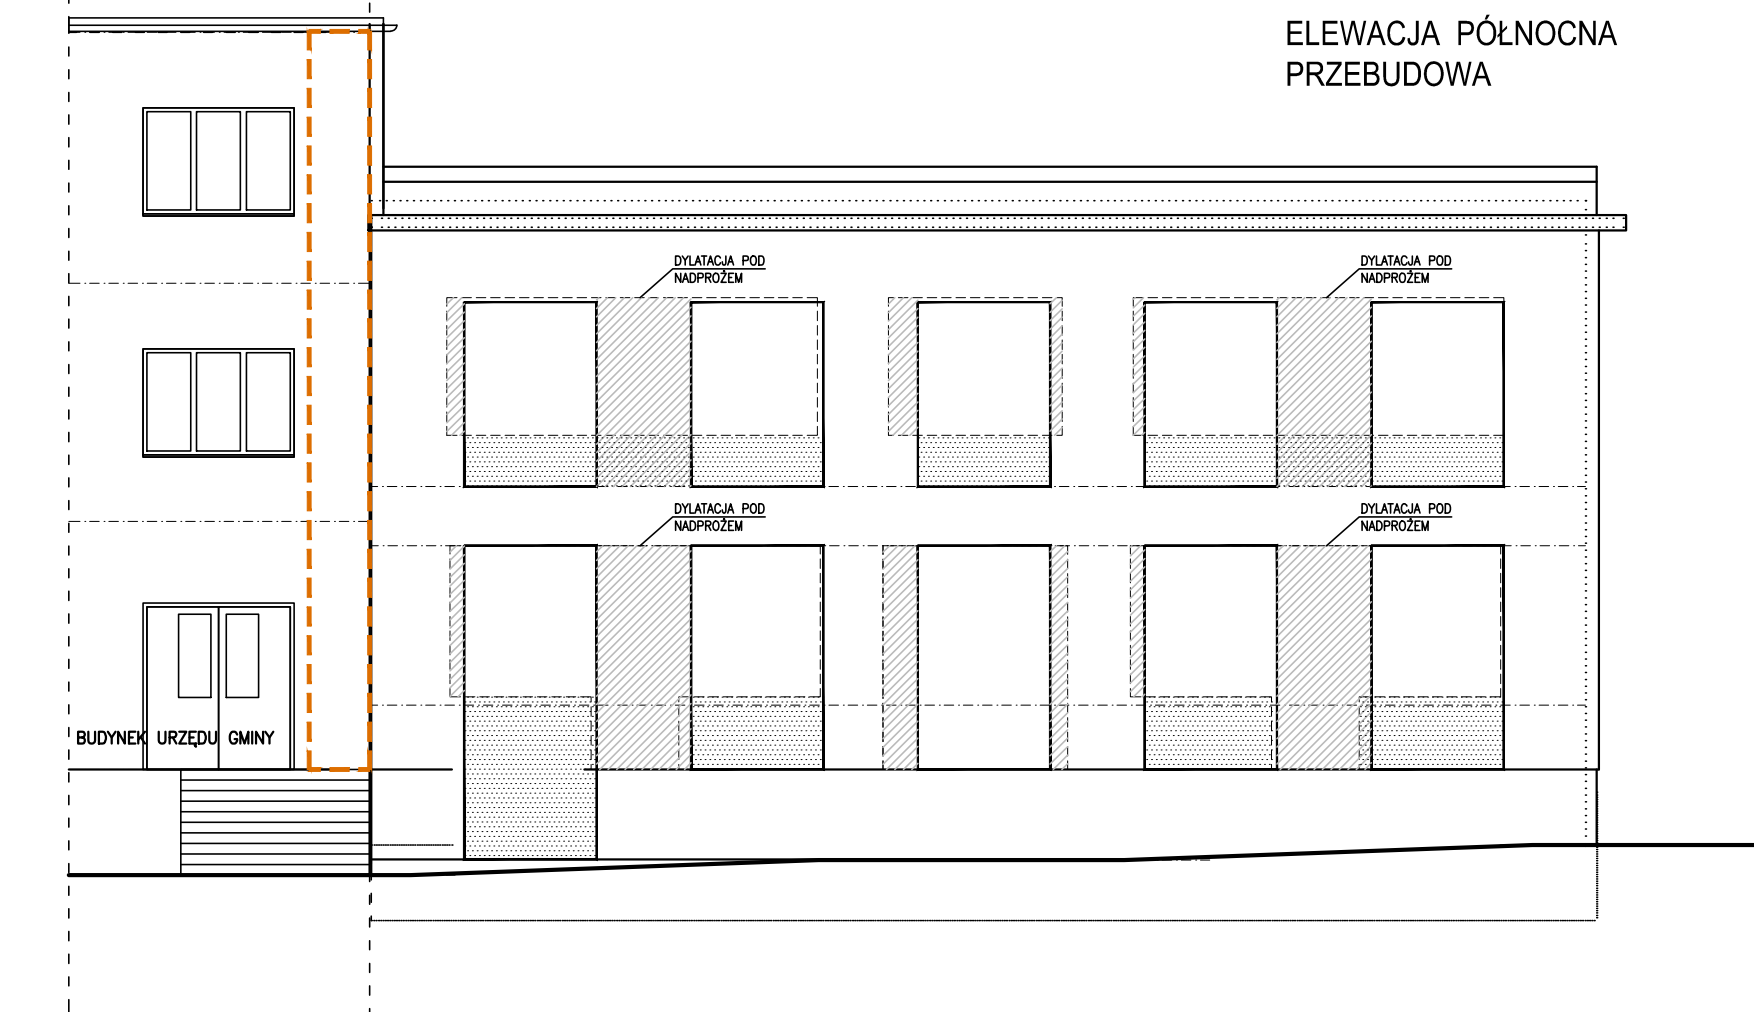 ELEWACJA PÓŁNOCNA
PRZEBUDOWA
DYLATACJA POD
NADPROŻEM
DYLATACJA POD
NADPROŻEM
DYLATACJA POD
NADPROŻEM
DYLATACJA POD
NADPROŻEM
BUDYNEK URZĘDU GMINY